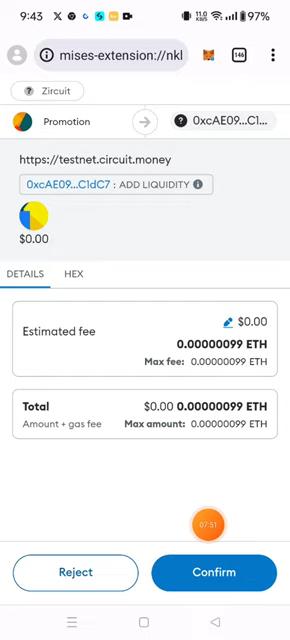 9:43 11.0 KB/S 97%
mises-extension://nkl 146
? Zircuit
Promotion ? 0xcAE09...C1...
https://testnet.circuit.money
0xcAE09...C1dC7 : ADD LIQUIDITY
$0.00
DETAILS HEX
Estimated fee $0.00
0.00000099 ETH
Max fee: 0.00000099 ETH
Total $0.00 0.00000099 ETH
Amount + gas fee Max amount: 0.00000099 ETH
07:51
Reject Confirm